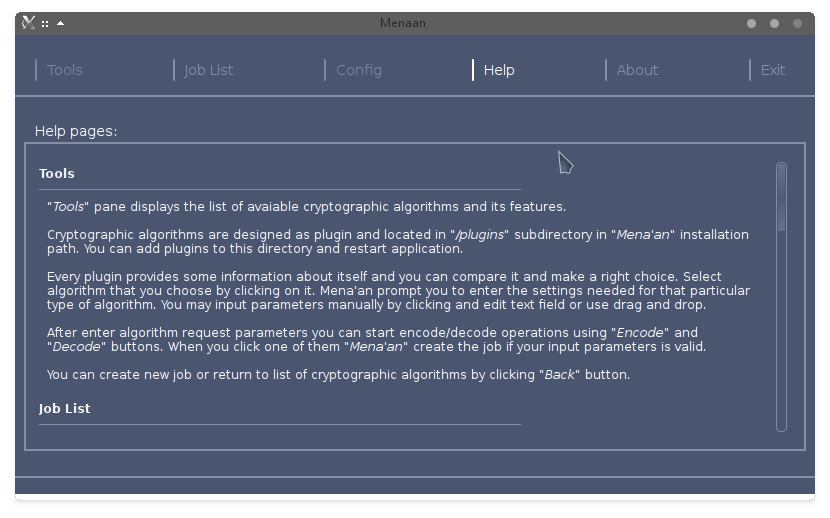 Menaan
Tools
Job List
Config
Help
About
Exit
Help pages:
Tools
"Tools" pane displays the list of avaiable cryptographic algorithms and its features.
Cryptographic algorithms are designed as plugin and located in "/plugins" subdirectory in "Mena'an" installation
path. You can add plugins to this directory and restart application.
Every plugin provides some information about itself and you can compare it and make a right choice. Select
algorithm that you choose by clicking on it. Mena'an prompt you to enter the settings needed for that particular
type of algorithm. You may input parameters manually by clicking and edit text field or use drag and drop.
After enter algorithm request parameters you can start encode/decode operations using "Encode" and
"Decode" buttons. When you click one of them "Mena'an" create the job if your input parameters is valid.
You can create new job or return to list of cryptographic algorithms by clicking "Back" button.
Job List